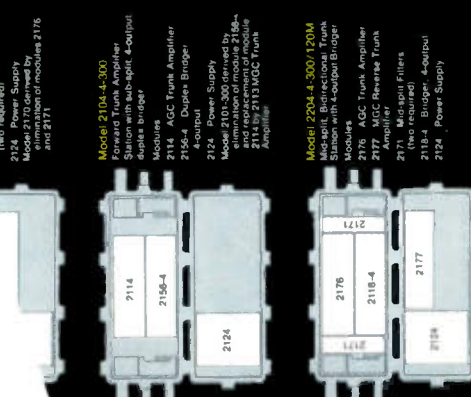 (two required)
2124 Power Supply
Model 2170 derived by
elimination of modules 2176
and 2171
Model 2104-4-300
Forward Trunk Amplifier
Station with sub-split, 4-output
duplex bridger
Modules
2114 AGC Trunk Amplifier
2156-4 Duplex Bridger
4-output
2124 Power Supply
Model 2101-300 derived by
elimination of module 2156-4
and replacement of module
2114 by 2113 MGC Trunk
Amplifier
2114
2156-4
2124
Model 2204-4-300/120M
Mid-split, Bidirectional Trunk
Station with 4-output Bridger
Modules
2176 AGC Trunk Amplifier
2177 MGC Reverse Trunk
Amplifier
2171 Mid-split Filters
(two required)
2118-4 Bridger, 4-output
2124 Power Supply
2171
2176
2118-4
2171
2177
2124